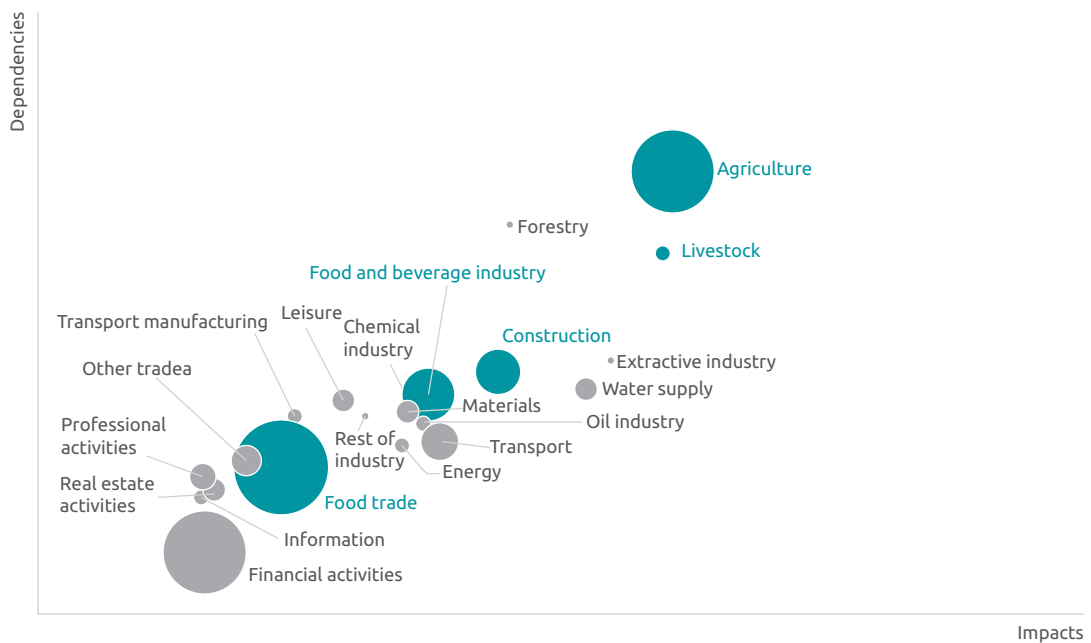 Dependencies
Agriculture
Forestry
Livestock
Food and beverage industry
Leisure
Transport manufacturing
Chemical
industry
Construction
Other tradea
Extractive industry
Water supply
Materials
Oil industry
Professional
activities
Rest of
industry
Transport
Energy
Real estate
activities
Food trade
Information
Financial activities
Impacts